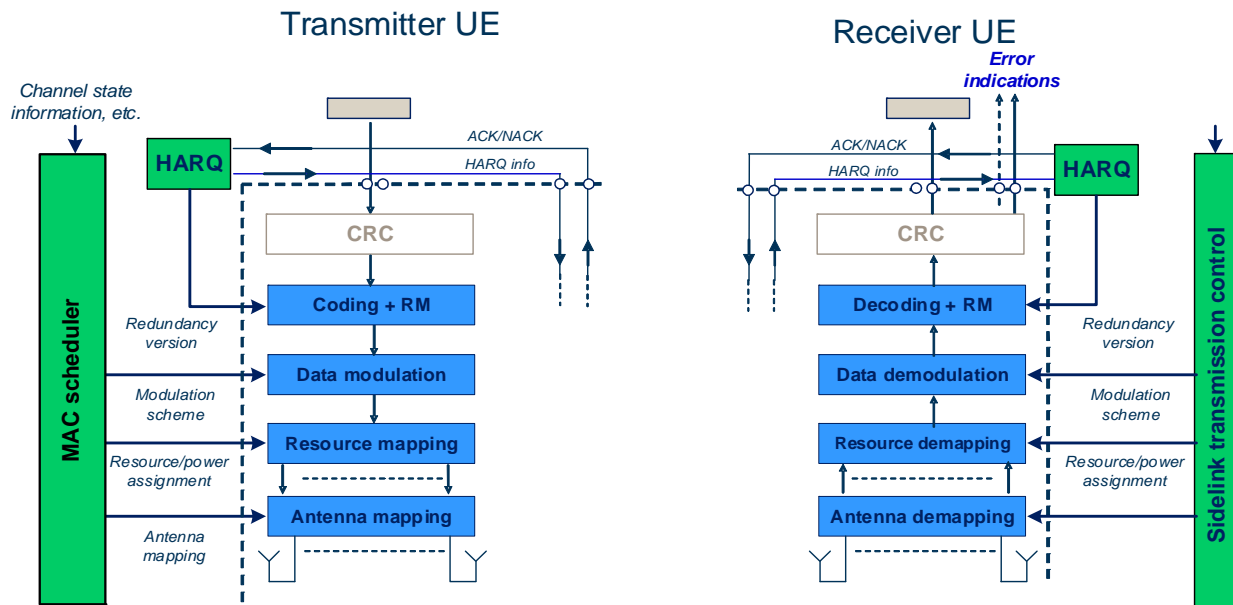 Transmitter UE
Receiver UE
Channel state
information, etc.
HARQ
ACK/NACK
HARQ info
CRC
Coding + RM
Redundancy
version
Data modulation
Modulation
scheme
Resource mapping
Resource/power
assignment
Antenna mapping
Antenna
mapping
MAC scheduler
Error
indications
ACK/NACK
HARQ info
HARQ
CRC
Decoding + RM
Redundancy
version
Data demodulation
Modulation
scheme
Resource demapping
Resource/power
assignment
Antenna demapping
Sidelink transmission control